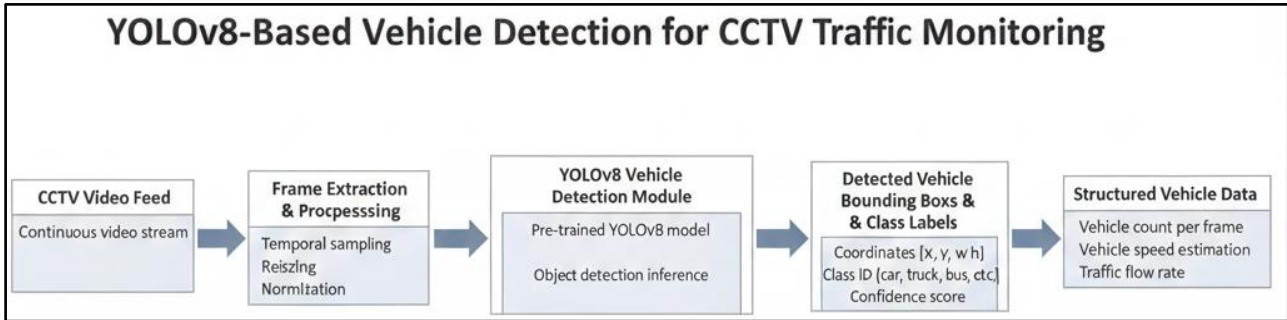 YOLOv8-Based Vehicle Detection for CCTV Traffic Monitoring
CCTV Video Feed
Continuous video stream
Frame Extraction
& Procpesssing
Temporal sampling
Reiszlng
Normltation
YOLOv8 Vehicle
Detection Module
Pre-trained YOLOv8 model
Object detection inference
Detected Vehicle
Bounding Boxs &
& Class Labels
Coordinates [x, y, w h]
Class ID (car, truck, bus, ctc,]
Confidence score
Structured Vehicle Data
Vehicle count per frame
Vehicle speed estimation
Traffic flow rate